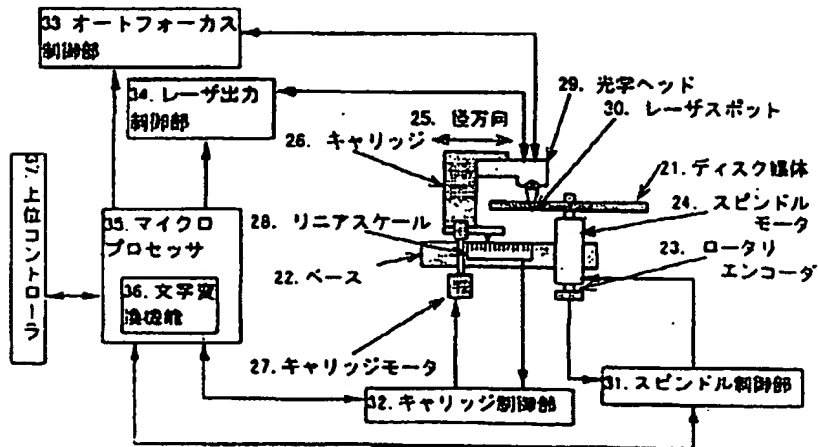 33 オートフォーカス
制御部
34. レーザ出力
制御部
25. 径方向
26. キャリッジ
29. 光学ヘッド
30. レーザスポット
21. ディスク媒体
24. スピンドル
モータ
23. ロータリ
エンコーダ
28. リニアスケール
22. ベース
35. マイクロ
プロセッサ
36. 文字変
換機能
37. 上位コントローラ
27. キャリッジモータ
32. キャリッジ制御部
31. スピンドル制御部